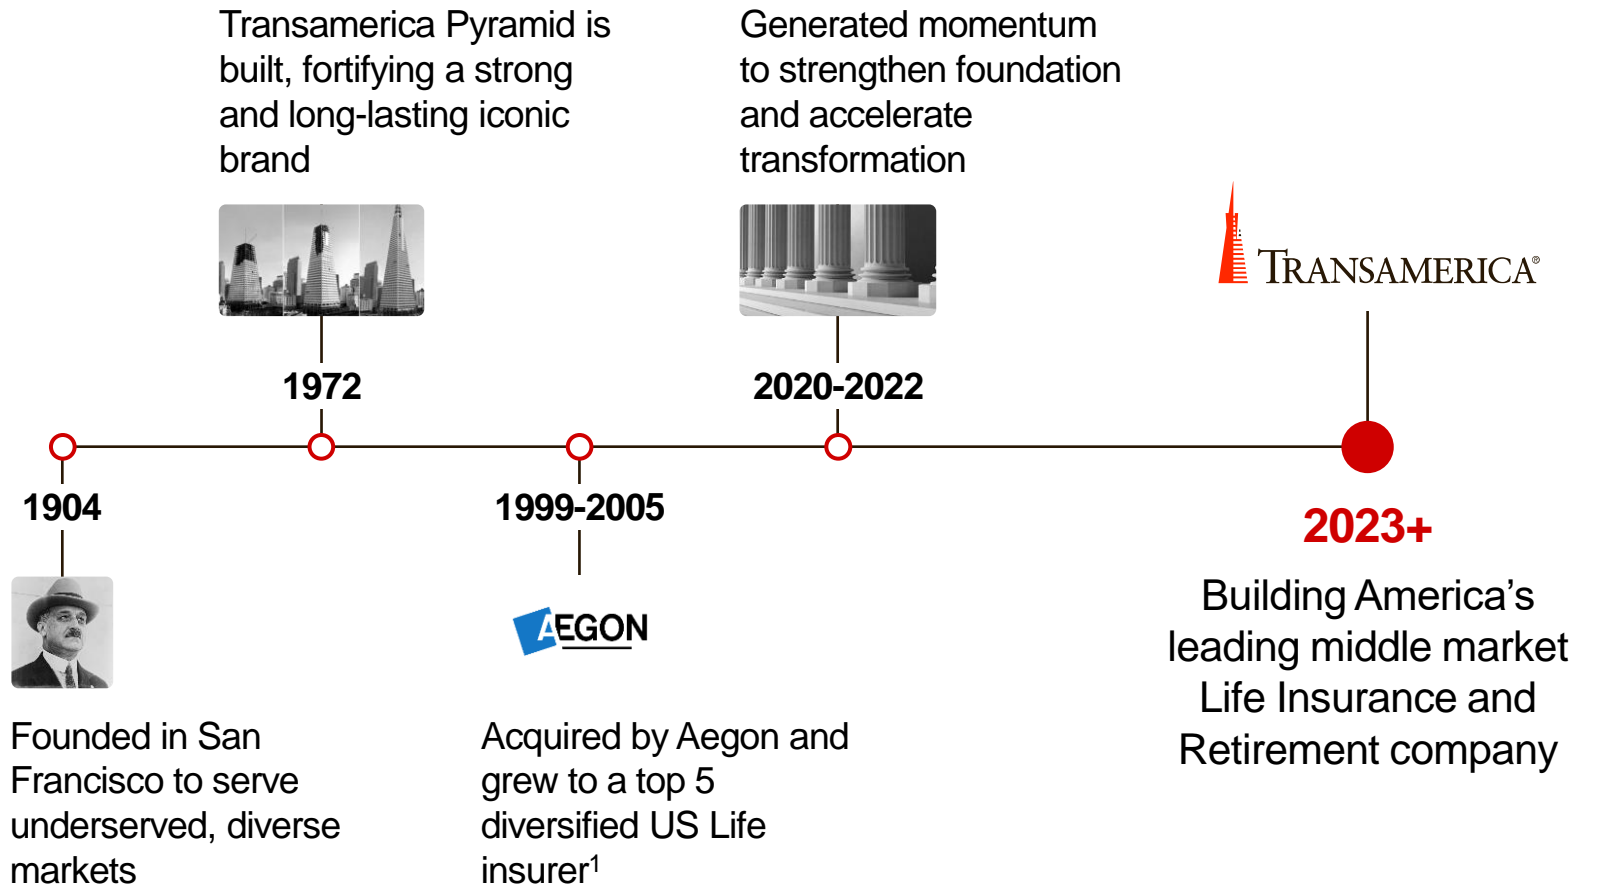 Transamerica Pyramid is
built, fortifying a strong
and long-lasting iconic
brand
Generated momentum
to strengthen foundation
and accelerate
transformation
TRANSAMERICA®
1972
2020-2022
1904
1999-2005
2023+
AEGON
Building America’s
leading middle market
Life Insurance and
Retirement company
Founded in San
Francisco to serve
underserved, diverse
markets
Acquired by Aegon and
grew to a top 5
diversified US Life
insurer¹